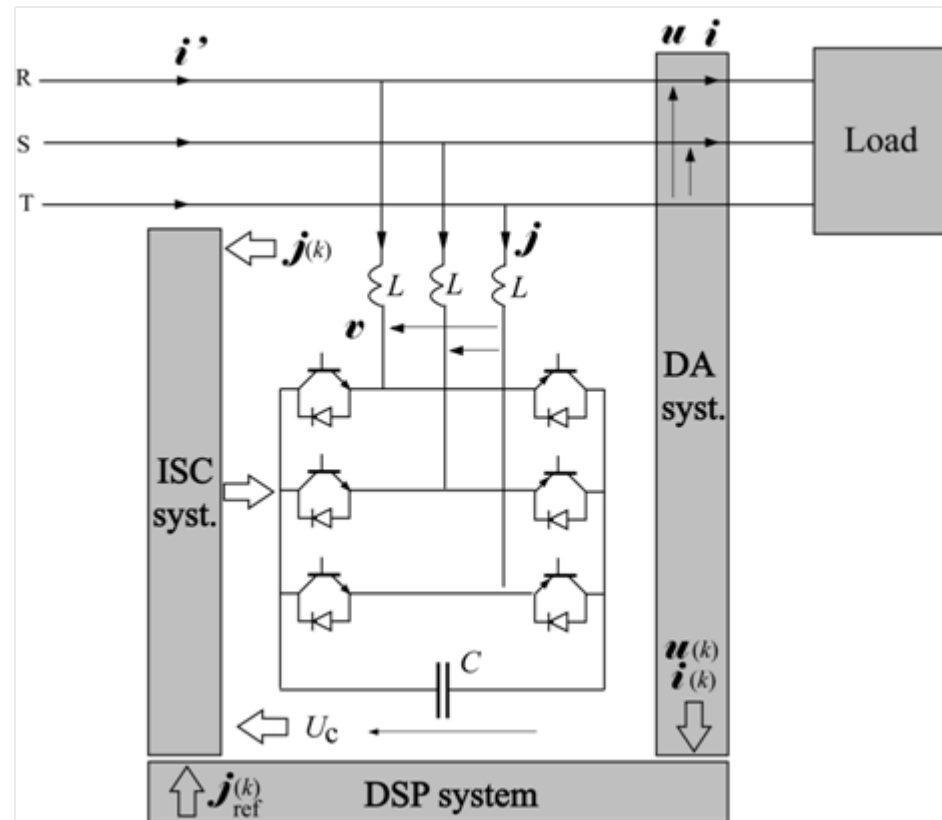 i’
u i
R
S
T
Load
j(k)
j
L L L
v
DA
syst.
ISC
syst.
C
u(k)
i(k)
Uc
j(k)
ref
DSP system